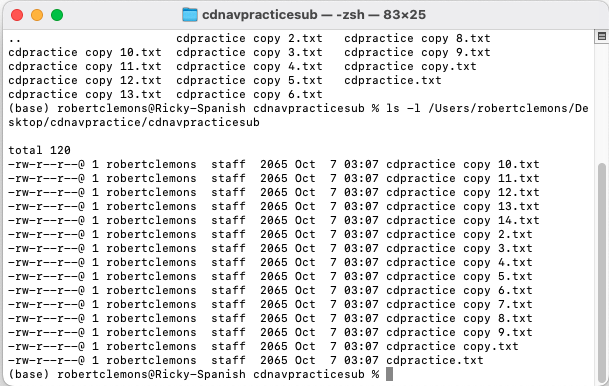 cdnavpracticesub — -zsh — 83×25
.. cdpractice copy 2.txt cdpractice copy 8.txt
cdpractice copy 10.txt cdpractice copy 3.txt cdpractice copy 9.txt
cdpractice copy 11.txt cdpractice copy 4.txt cdpractice copy.txt
cdpractice copy 12.txt cdpractice copy 5.txt cdpractice.txt
cdpractice copy 13.txt cdpractice copy 6.txt
(base) robertclemons@Ricky-Spanish cdnavpracticesub % ls -l /Users/robertclemons/De
sktop/cdnavpractice/cdnavpracticesub
total 120
-rw-r--r--@ 1 robertclemons staff 2065 Oct 7 03:07 cdpractice copy 10.txt
-rw-r--r--@ 1 robertclemons staff 2065 Oct 7 03:07 cdpractice copy 11.txt
-rw-r--r--@ 1 robertclemons staff 2065 Oct 7 03:07 cdpractice copy 12.txt
-rw-r--r--@ 1 robertclemons staff 2065 Oct 7 03:07 cdpractice copy 13.txt
-rw-r--r--@ 1 robertclemons staff 2065 Oct 7 03:07 cdpractice copy 14.txt
-rw-r--r--@ 1 robertclemons staff 2065 Oct 7 03:07 cdpractice copy 2.txt
-rw-r--r--@ 1 robertclemons staff 2065 Oct 7 03:07 cdpractice copy 3.txt
-rw-r--r--@ 1 robertclemons staff 2065 Oct 7 03:07 cdpractice copy 4.txt
-rw-r--r--@ 1 robertclemons staff 2065 Oct 7 03:07 cdpractice copy 5.txt
-rw-r--r--@ 1 robertclemons staff 2065 Oct 7 03:07 cdpractice copy 6.txt
-rw-r--r--@ 1 robertclemons staff 2065 Oct 7 03:07 cdpractice copy 7.txt
-rw-r--r--@ 1 robertclemons staff 2065 Oct 7 03:07 cdpractice copy 8.txt
-rw-r--r--@ 1 robertclemons staff 2065 Oct 7 03:07 cdpractice copy 9.txt
-rw-r--r--@ 1 robertclemons staff 2065 Oct 7 03:07 cdpractice copy.txt
-rw-r--r--@ 1 robertclemons staff 2065 Oct 7 03:07 cdpractice.txt
(base) robertclemons@Ricky-Spanish cdnavpracticesub %